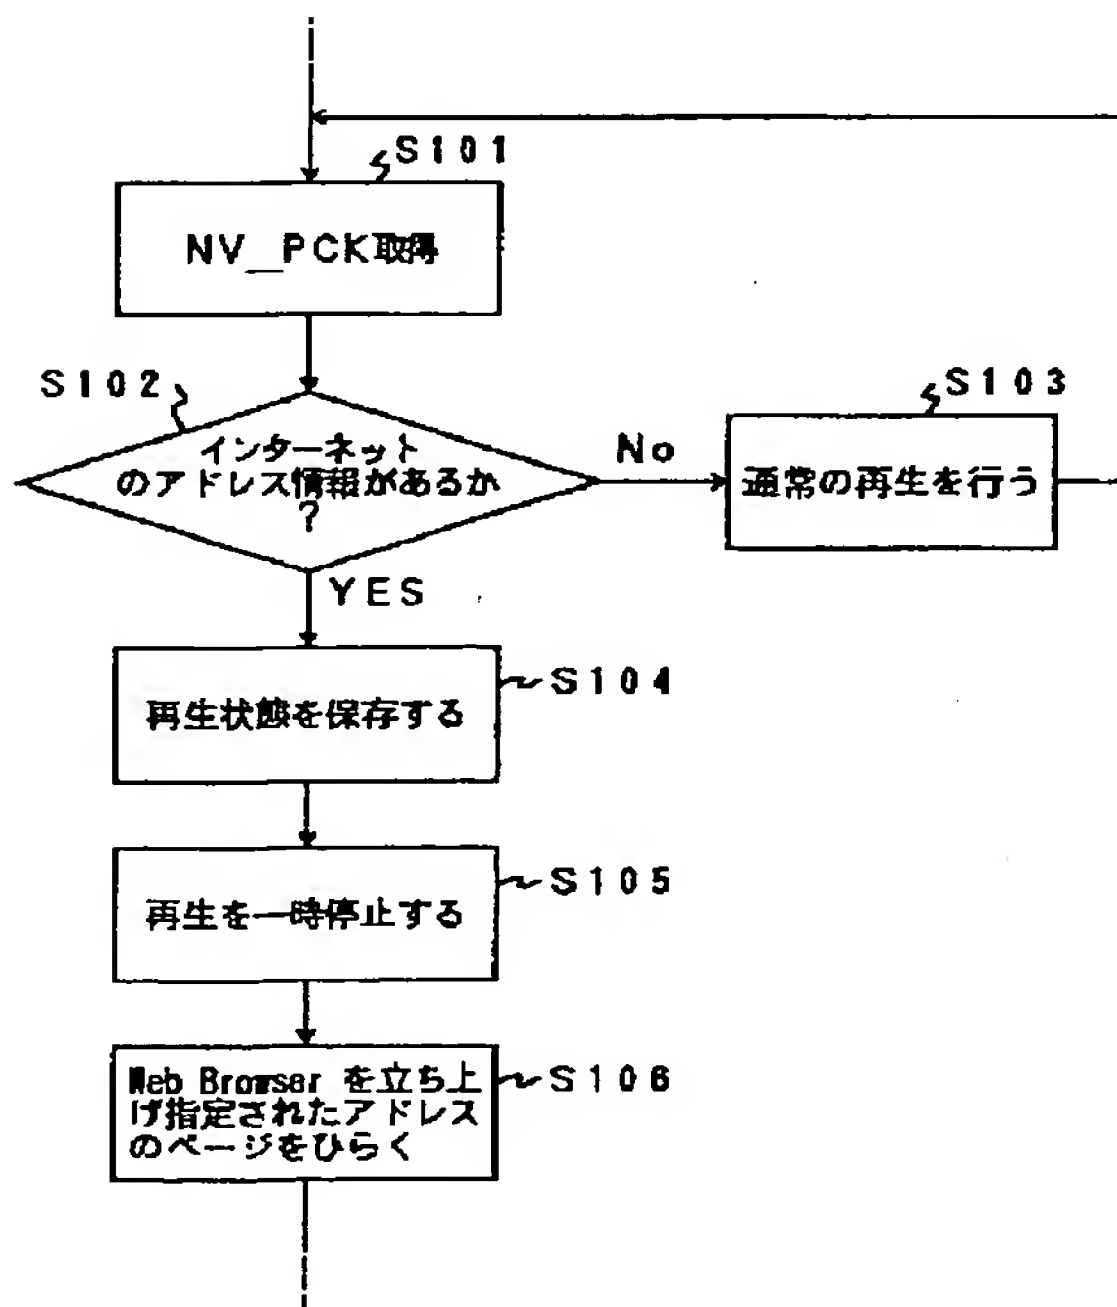 S101
NV_PCK取得
S102
インターネット
のアドレス情報があるか
?
No
S103
通常の再生を行う
YES
再生状態を保存する
S104
再生を一時停止する
S105
Web Browser を立ち上
げ指定されたアドレス
のページをひらく
S106